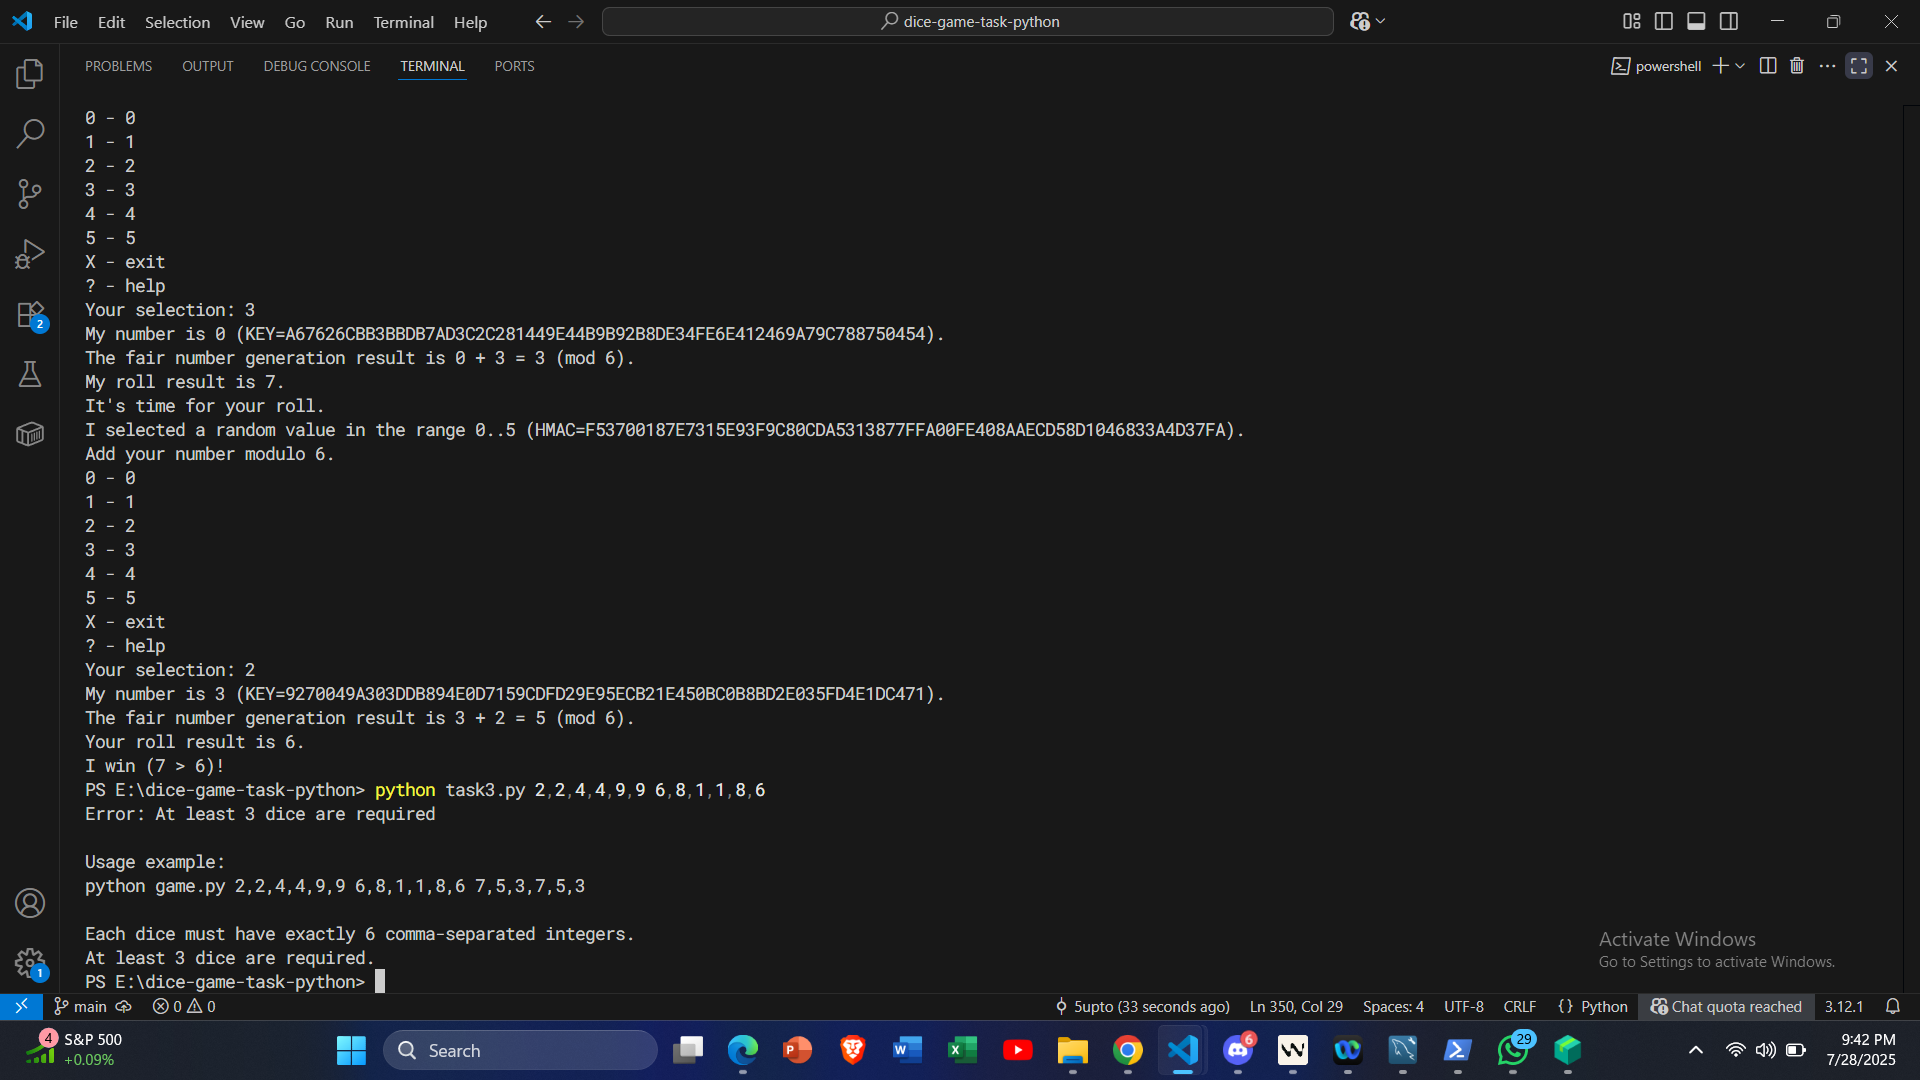 File Edit Selection View Go Run Terminal Help
dice-game-task-python
PROBLEMS OUTPUT DEBUG CONSOLE TERMINAL PORTS
powershell
0 - 0
1 - 1
2 - 2
3 - 3
4 - 4
5 - 5
X - exit
? - help
Your selection: 3
My number is 0 (KEY=A67626CBB3BBDB7AD3C2C281449E44B9B92B8DE34FE6E412469A79C788750454).
The fair number generation result is 0 + 3 = 3 (mod 6).
My roll result is 7.
It's time for your roll.
I selected a random value in the range 0..5 (HMAC=F53700187E7315E93F9C80CDA5313877FFA00FE408AAECD58D1046833A4D37FA).
Add your number modulo 6.
0 - 0
1 - 1
2 - 2
3 - 3
4 - 4
5 - 5
X - exit
? - help
Your selection: 2
My number is 3 (KEY=9270049A303DDB894E0D7159CDFD29E95ECB21E450BC0B8BD2E035FD4E1DC471).
The fair number generation result is 3 + 2 = 5 (mod 6).
Your roll result is 6.
I win (7 > 6)!
PS E:\dice-game-task-python> python task3.py 2,2,4,4,9,9 6,8,1,1,8,6
Error: At least 3 dice are required
Usage example:
python game.py 2,2,4,4,9,9 6,8,1,1,8,6 7,5,3,7,5,3
Each dice must have exactly 6 comma-separated integers.
At least 3 dice are required.
PS E:\dice-game-task-python>
2
1
Activate Windows
Go to Settings to activate Windows.
main 0 0 5upto (33 seconds ago) Ln 350, Col 29 Spaces: 4 UTF-8 CRLF {} Python Chat quota reached 3.12.1
4 S&P 500
+0.09%
Search
6
29
9:42 PM
7/28/2025